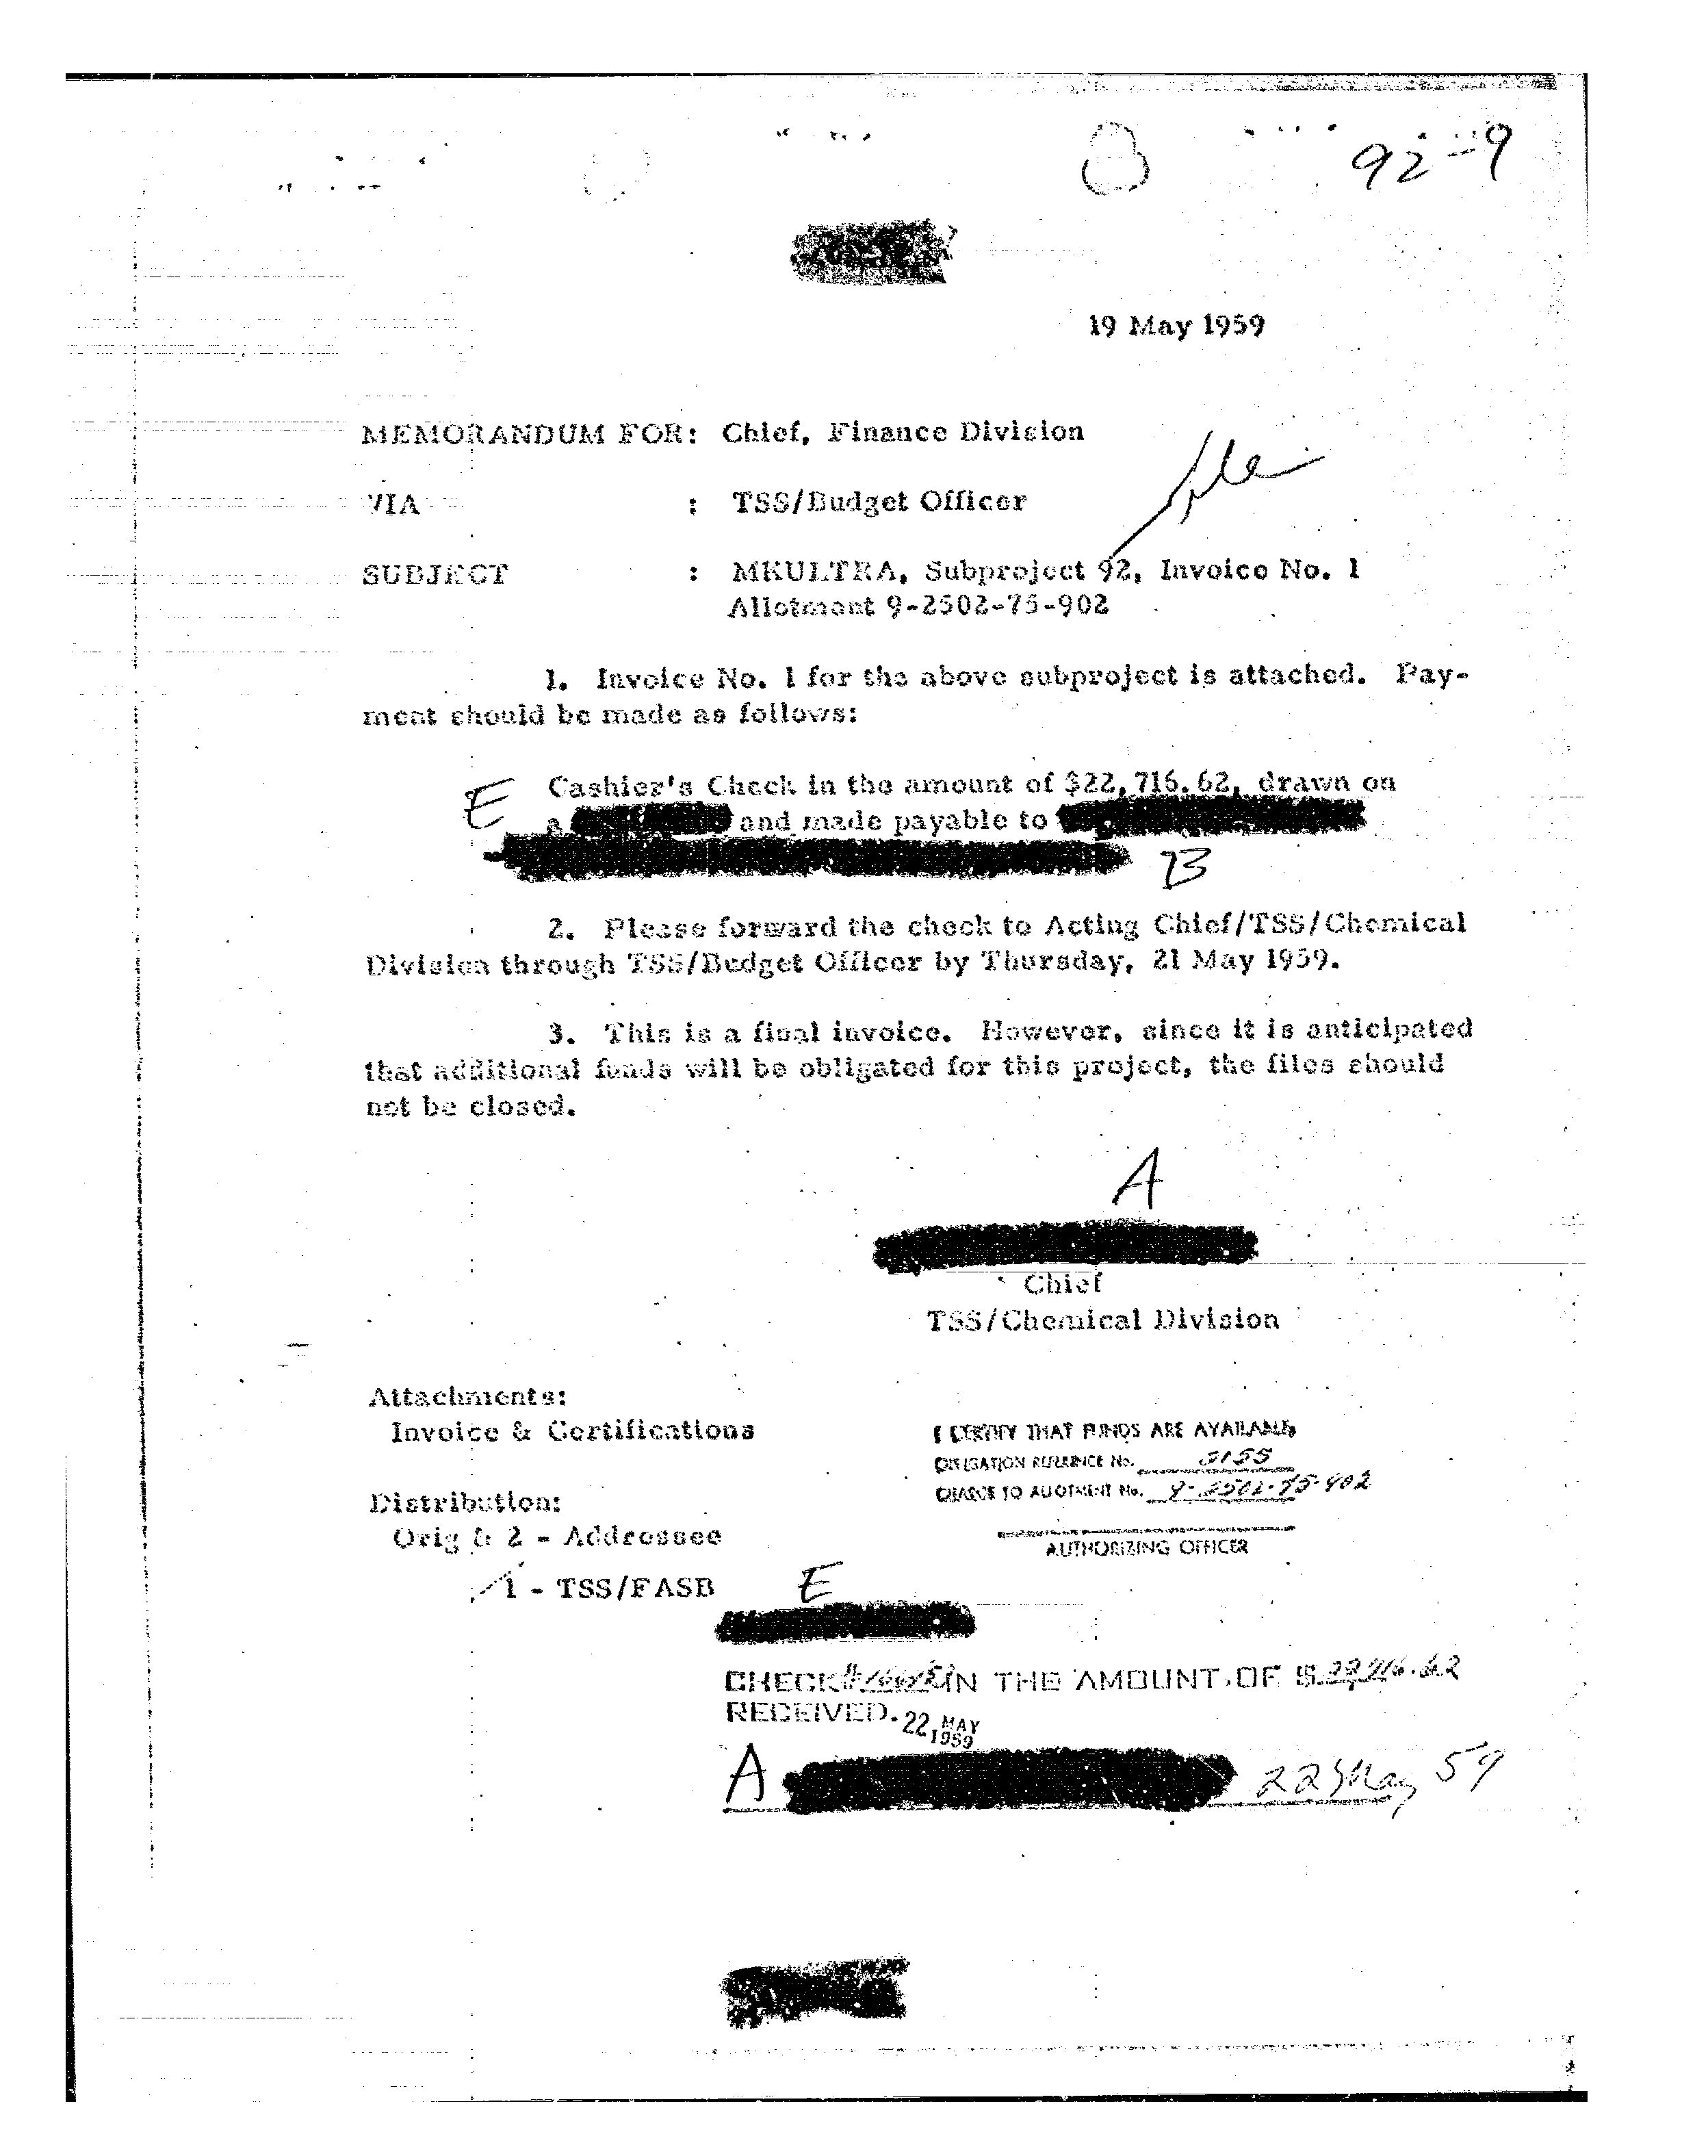 92-9
19 May 1959
MEMORANDUM FOR: Chief, Finance Division
VIA : TSS/Budget Officer
file
SUBJECT : MKULTRA, Subproject 92, Invoice No. 1
Allotment 9-2502-75-902
1. Invoice No. 1 for the above subproject is attached. Pay-
ment should be made as follows:
E Cashier's Check in the amount of $22,716.62, drawn on
a and made payable to
B
2. Please forward the check to Acting Chief/TSS/Chemical
Division through TSS/Budget Officer by Thursday, 21 May 1959.
3. This is a final invoice. However, since it is anticipated
that additional funds will be obligated for this project, the files should
not be closed.
A
Chief
TSS/Chemical Division
Attachments:
Invoice & Certifications
I CERTIFY THAT FUNDS ARE AVAILABLE
OBLIGATION REFERENCE No. 5155
CHARGE TO ALLOTMENT No. 9-2502-75-902
AUTHORIZING OFFICER
Distribution:
Orig & 2 - Addressee
1 - TSS/FASB
E
CHECK IN THE AMOUNT OF $ 22,716.62
RECEIVED. 22 MAY 1959
A 22 May 59